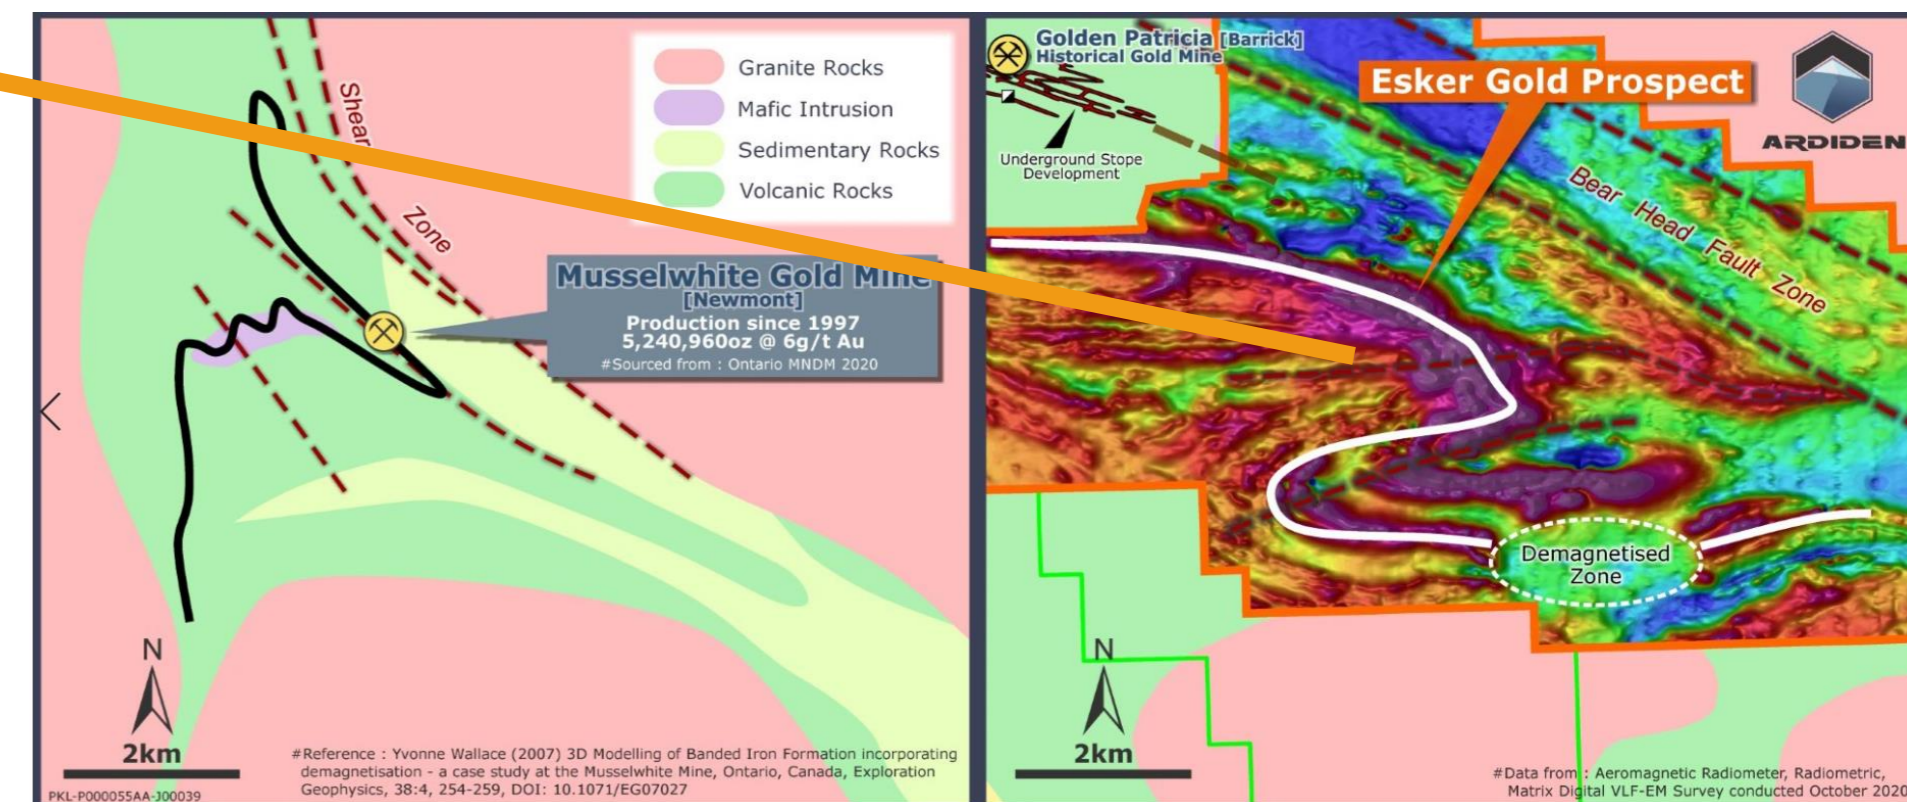 Granite Rocks
Mafic Intrusion
Sedimentary Rocks
Volcanic Rocks
Shear
Zone
Musselwhite Gold Mine
[Newmont]
Production since 1997
5,240,960oz @ 6g/t Au
#Sourced from : Ontario MNDM 2020
N
2km
#Reference : Yvonne Wallace (2007) 3D Modelling of Banded Iron Formation incorporating
demagnetisation - a case study at the Musselwhite Mine, Ontario, Canada, Exploration
Geophysics, 38:4, 254-259, DOI: 10.1071/EG07027
PKL-P000055AA-J00039
Golden Patricia [Barrick]
Historical Gold Mine
Underground Stope
Development
Esker Gold Prospect
ARDIDEN
Bear Head Fault Zone
Demagnetised
Zone
N
2km
#Data from : Aeromagnetic Radiometer, Radiometric,
Matrix Digital VLF-EM Survey conducted October 2020